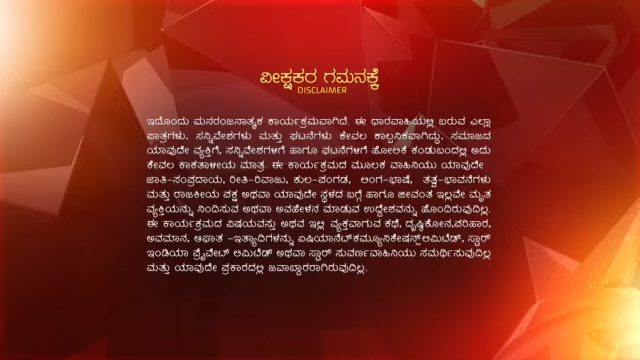 ವೀಕ್ಷಕರ ಗಮನಕ್ಕೆ
DISCLAIMER
ಇದೊಂದು ಮನರಂಜನಾತ್ಮಕ ಕಾರ್ಯಕ್ರಮವಾಗಿದೆ. ಈ ಧಾರವಾಹಿಯಲ್ಲಿ ಬರುವ ಎಲ್ಲಾ
ಪಾತ್ರಗಳು, ಸನ್ನಿವೇಶಗಳು ಮತ್ತು ಘಟನೆಗಳು ಕೇವಲ ಕಾಲ್ಪನಿಕವಾಗಿದ್ದು, ಸಮಾಜದ
ಯಾವುದೇ ವ್ಯಕ್ತಿಗೆ, ಸನ್ನಿವೇಶಗಳಿಗೆ ಹಾಗೂ ಘಟನೆಗಳಿಗೆ ಹೋಲಿಕೆ ಕಂಡುಬಂದಲ್ಲಿ ಅದು
ಕೇವಲ ಕಾಕತಾಳೀಯ ಮಾತ್ರ. ಈ ಕಾರ್ಯಕ್ರಮದ ಮೂಲಕ ವಾಹಿನಿಯು ಯಾವುದೇ
ಜಾತಿ-ಸಂಪ್ರದಾಯ, ರೀತಿ-ರಿವಾಜು, ಕುಲ-ಪಂಗಡ, ಲಿಂಗ-ಭಾಷೆ, ತತ್ವ-ಭಾವನೆಗಳು
ಮತ್ತು ರಾಜಕೀಯ ಪಕ್ಷ ಅಥವಾ ಯಾವುದೇ ಸ್ಥಳದ ಬಗ್ಗೆ ಹಾಗೂ ಜೀವಂತ ಇಲ್ಲವೇ ಮೃತ
ವ್ಯಕ್ತಿಯನ್ನು ನಿಂದಿಸುವ ಅಥವಾ ಅವಹೇಳನ ಮಾಡುವ ಉದ್ದೇಶವನ್ನು ಹೊಂದಿರುವುದಿಲ್ಲ.
ಈ ಕಾರ್ಯಕ್ರಮದ ವಿಷಯವಸ್ತು ಅಥವ ಇಲ್ಲಿ ವ್ಯಕ್ತವಾಗುವ ಕಥೆ, ದೃಷ್ಟಿಕೋನ,ಪರಿಹಾರ,
ಅವಮಾನ, ಆಘಾತ -ಇತ್ಯಾದಿಗಳನ್ನು ಏಷಿಯಾನೆಟ್‌ಕಮ್ಯೂನಿಕೇಷನ್ಸ್ ಲಿಮಿಟೆಡ್, ಸ್ಟಾರ್
ಇಂಡಿಯಾ ಪ್ರೈವೇಟ್ ಲಿಮಿಟೆಡ್ ಅಥವಾ ಸ್ಟಾರ್ ಸುವರ್ಣವಾಹಿನಿಯು ಸಮರ್ಥಿಸುವುದಿಲ್ಲ
ಮತ್ತು ಯಾವುದೇ ಪ್ರಕಾರದಲ್ಲಿ ಜವಾಬ್ದಾರರಾಗಿರುವುದಿಲ್ಲ.